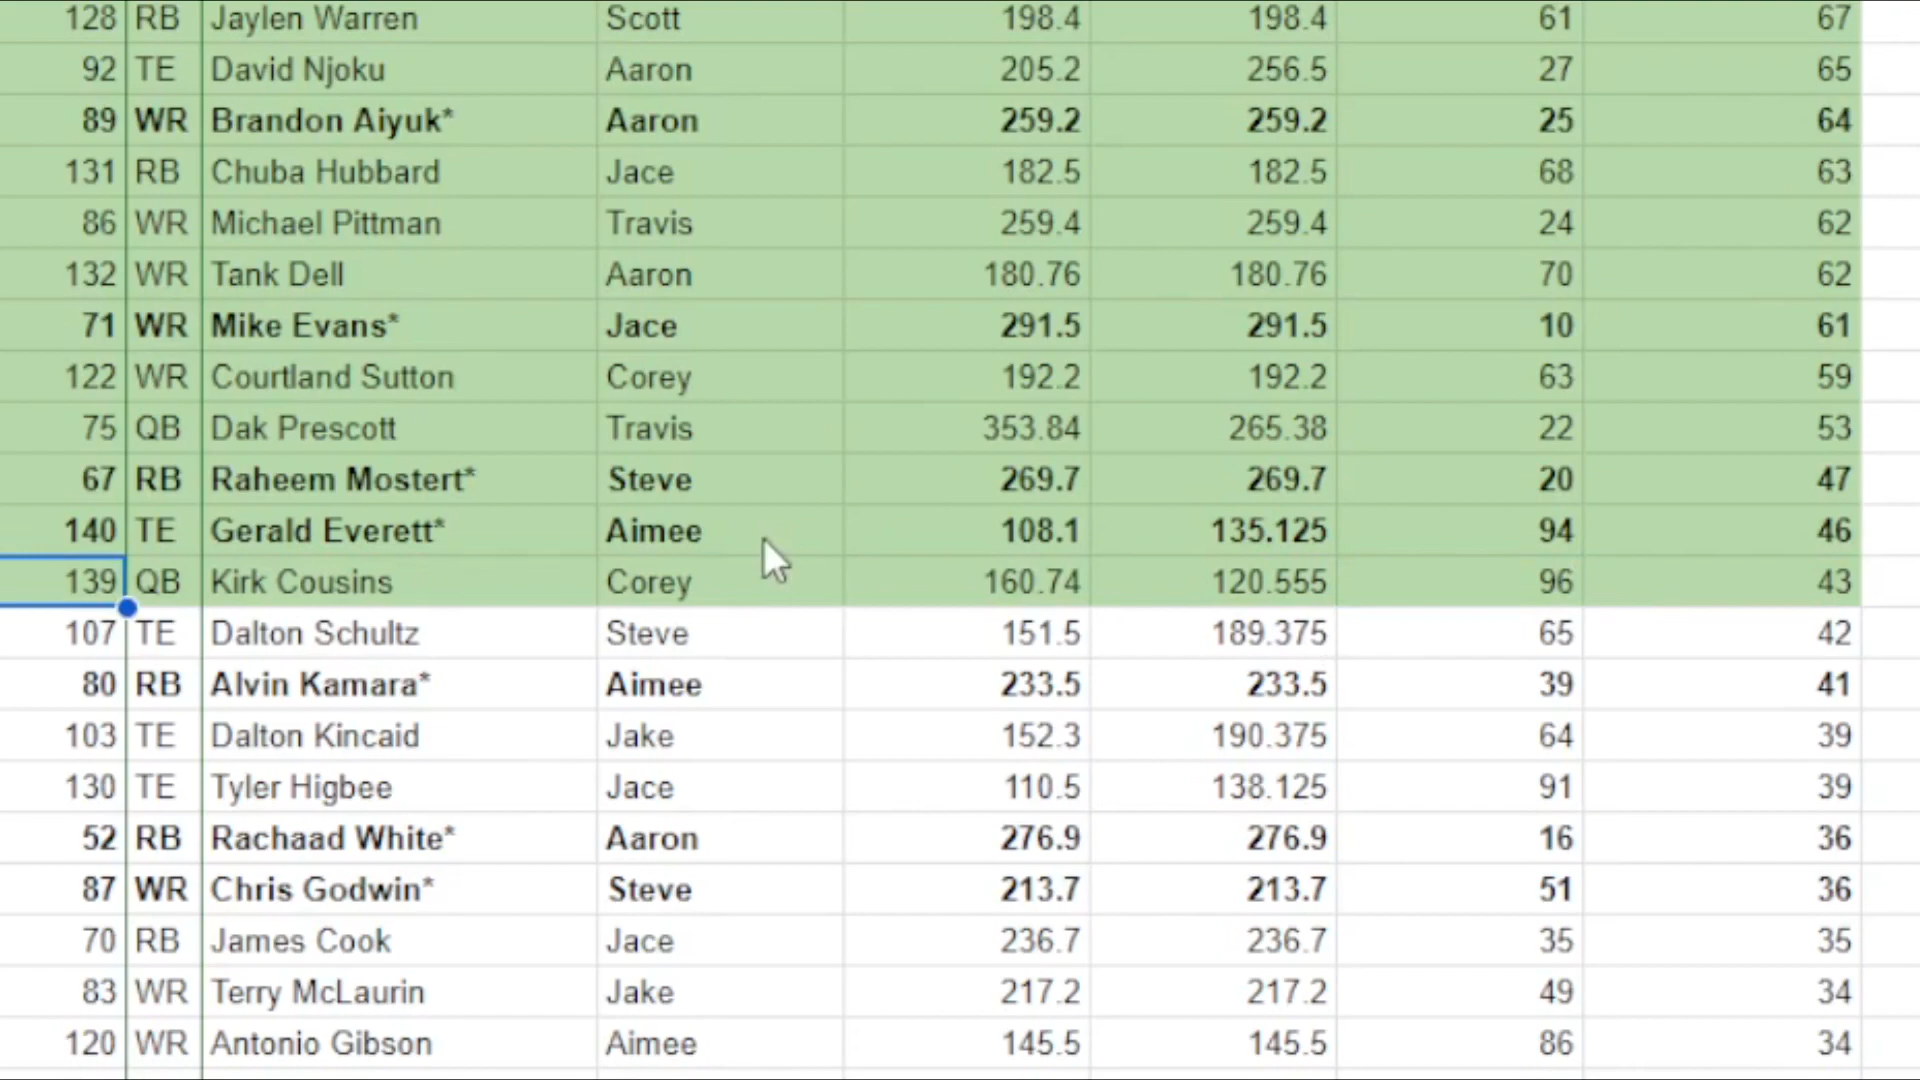 128 RB Jaylen Warren Scott 198.4 198.4 61 67
92 TE David Njoku Aaron 205.2 256.5 27 65
89 WR Brandon Aiyuk* Aaron 259.2 259.2 25 64
131 RB Chuba Hubbard Jace 182.5 182.5 68 63
86 WR Michael Pittman Travis 259.4 259.4 24 62
132 WR Tank Dell Aaron 180.76 180.76 70 62
71 WR Mike Evans* Jace 291.5 291.5 10 61
122 WR Courtland Sutton Corey 192.2 192.2 63 59
75 QB Dak Prescott Travis 353.84 265.38 22 53
67 RB Raheem Mostert* Steve 269.7 269.7 20 47
140 TE Gerald Everett* Aimee 108.1 135.125 94 46
139 QB Kirk Cousins Corey 160.74 120.555 96 43
107 TE Dalton Schultz Steve 151.5 189.375 65 42
80 RB Alvin Kamara* Aimee 233.5 233.5 39 41
103 TE Dalton Kincaid Jake 152.3 190.375 64 39
130 TE Tyler Higbee Jace 110.5 138.125 91 39
52 RB Rachaad White* Aaron 276.9 276.9 16 36
87 WR Chris Godwin* Steve 213.7 213.7 51 36
70 RB James Cook Jace 236.7 236.7 35 35
83 WR Terry McLaurin Jake 217.2 217.2 49 34
120 WR Antonio Gibson Aimee 145.5 145.5 86 34